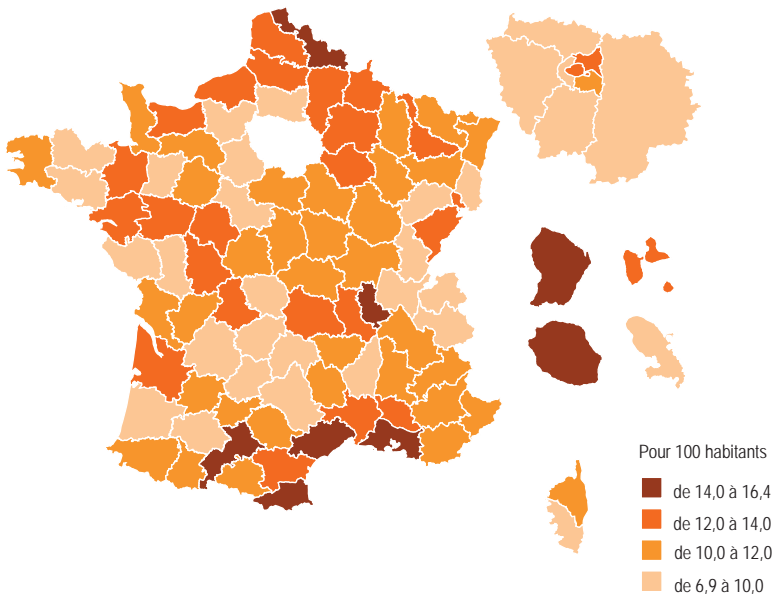 Pour 100 habitants
de 14,0 à 16,4
de 12,0 à 14,0
de 10,0 à 12,0
de 6,9 à 10,0